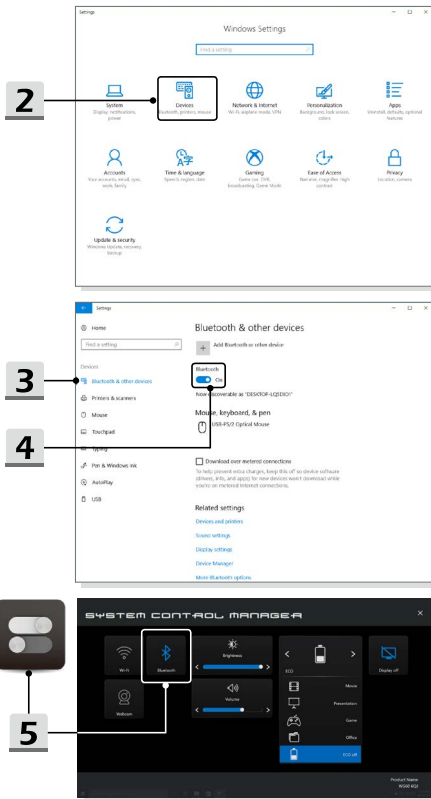 Settings
Windows Settings
Find a setting
2
System
Display, notifications, power
Devices
Bluetooth, printers, mouse
Network & Internet
Wi-Fi, airplane mode, VPN
Personalization
Background, lock screen, colors
Apps
Uninstall, defaults, optional features
Accounts
Your accounts, email, sync, work, family
Time & language
Speech, region, date
Gaming
Game bar, DVR, broadcasting, Game Mode
Ease of Access
Narrator, magnifier, high contrast
Privacy
Location, camera
Update & security
Windows Update, recovery, backup
Settings
Home
Find a setting
Devices
3
Bluetooth & other devices
Printers & scanners
Mouse
4
Touchpad
Typing
Pen & Windows Ink
AutoPlay
USB
Bluetooth & other devices
Add Bluetooth or other device
Bluetooth
On
Now discoverable as "DESKTOP-LQ5DIOI"
Mouse, keyboard, & pen
USB-PS/2 Optical Mouse
Download over metered connections
To help prevent extra charges, keep this off so device software
(drivers, info, and apps) for new devices won't download while
you're on metered Internet connections.
Related settings
Devices and printers
Sound settings
Display settings
Device Manager
More Bluetooth options
SYSTEM CONTROL MANAGER
Wi-Fi
Bluetooth
Brightness
ECO
Display off
Webcam
Volume
Movie
Presentation
Game
Office
ECO off
5
Product Name
WS60 6QJ